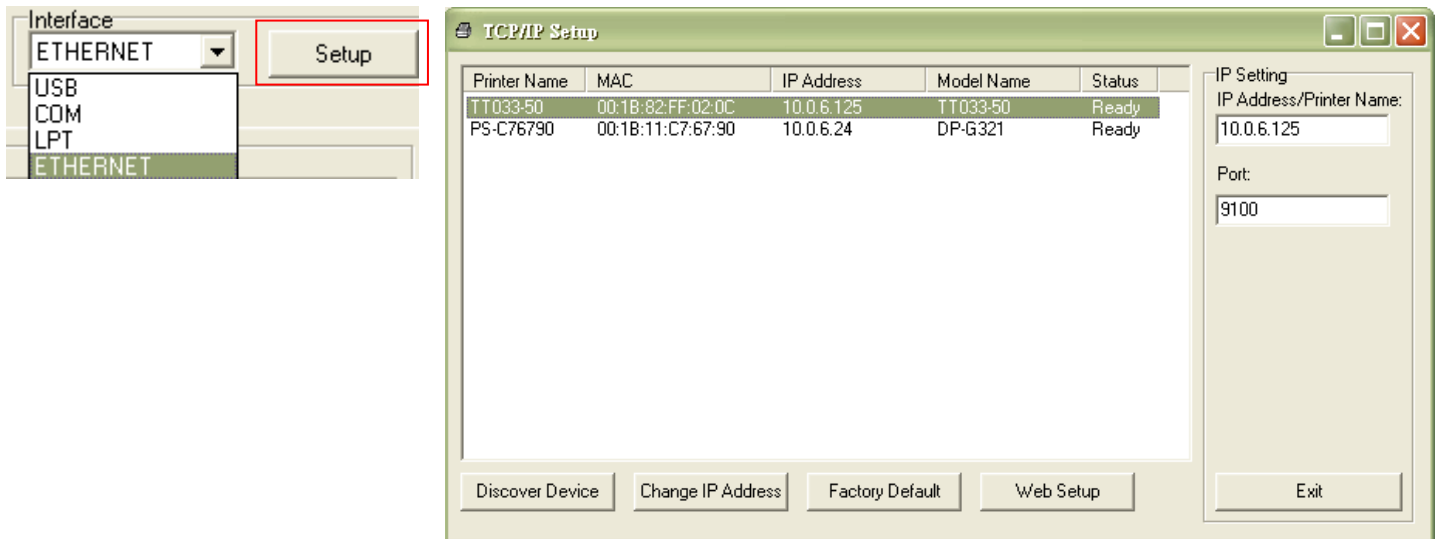 Interface
ETHERNET
Setup
USB
COM
LPT
ETHERNET
TCP/IP Setup
Printer Name MAC IP Address Model Name Status
TT033-50 00:1B:82:FF:02:0C 10.0.6.125 TT033-50 Ready
PS-C76790 00:1B:11:C7:67:90 10.0.6.24 DP-G321 Ready
IP Setting
IP Address/Printer Name:
10.0.6.125
Port:
9100
Discover Device Change IP Address Factory Default Web Setup Exit